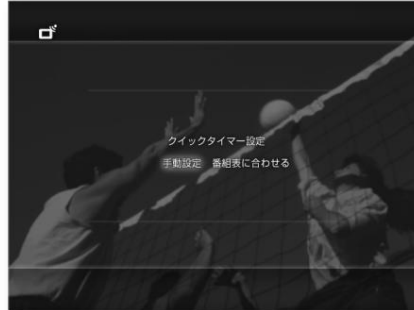 クイックタイマー設定
手動設定 番組表に合わせる